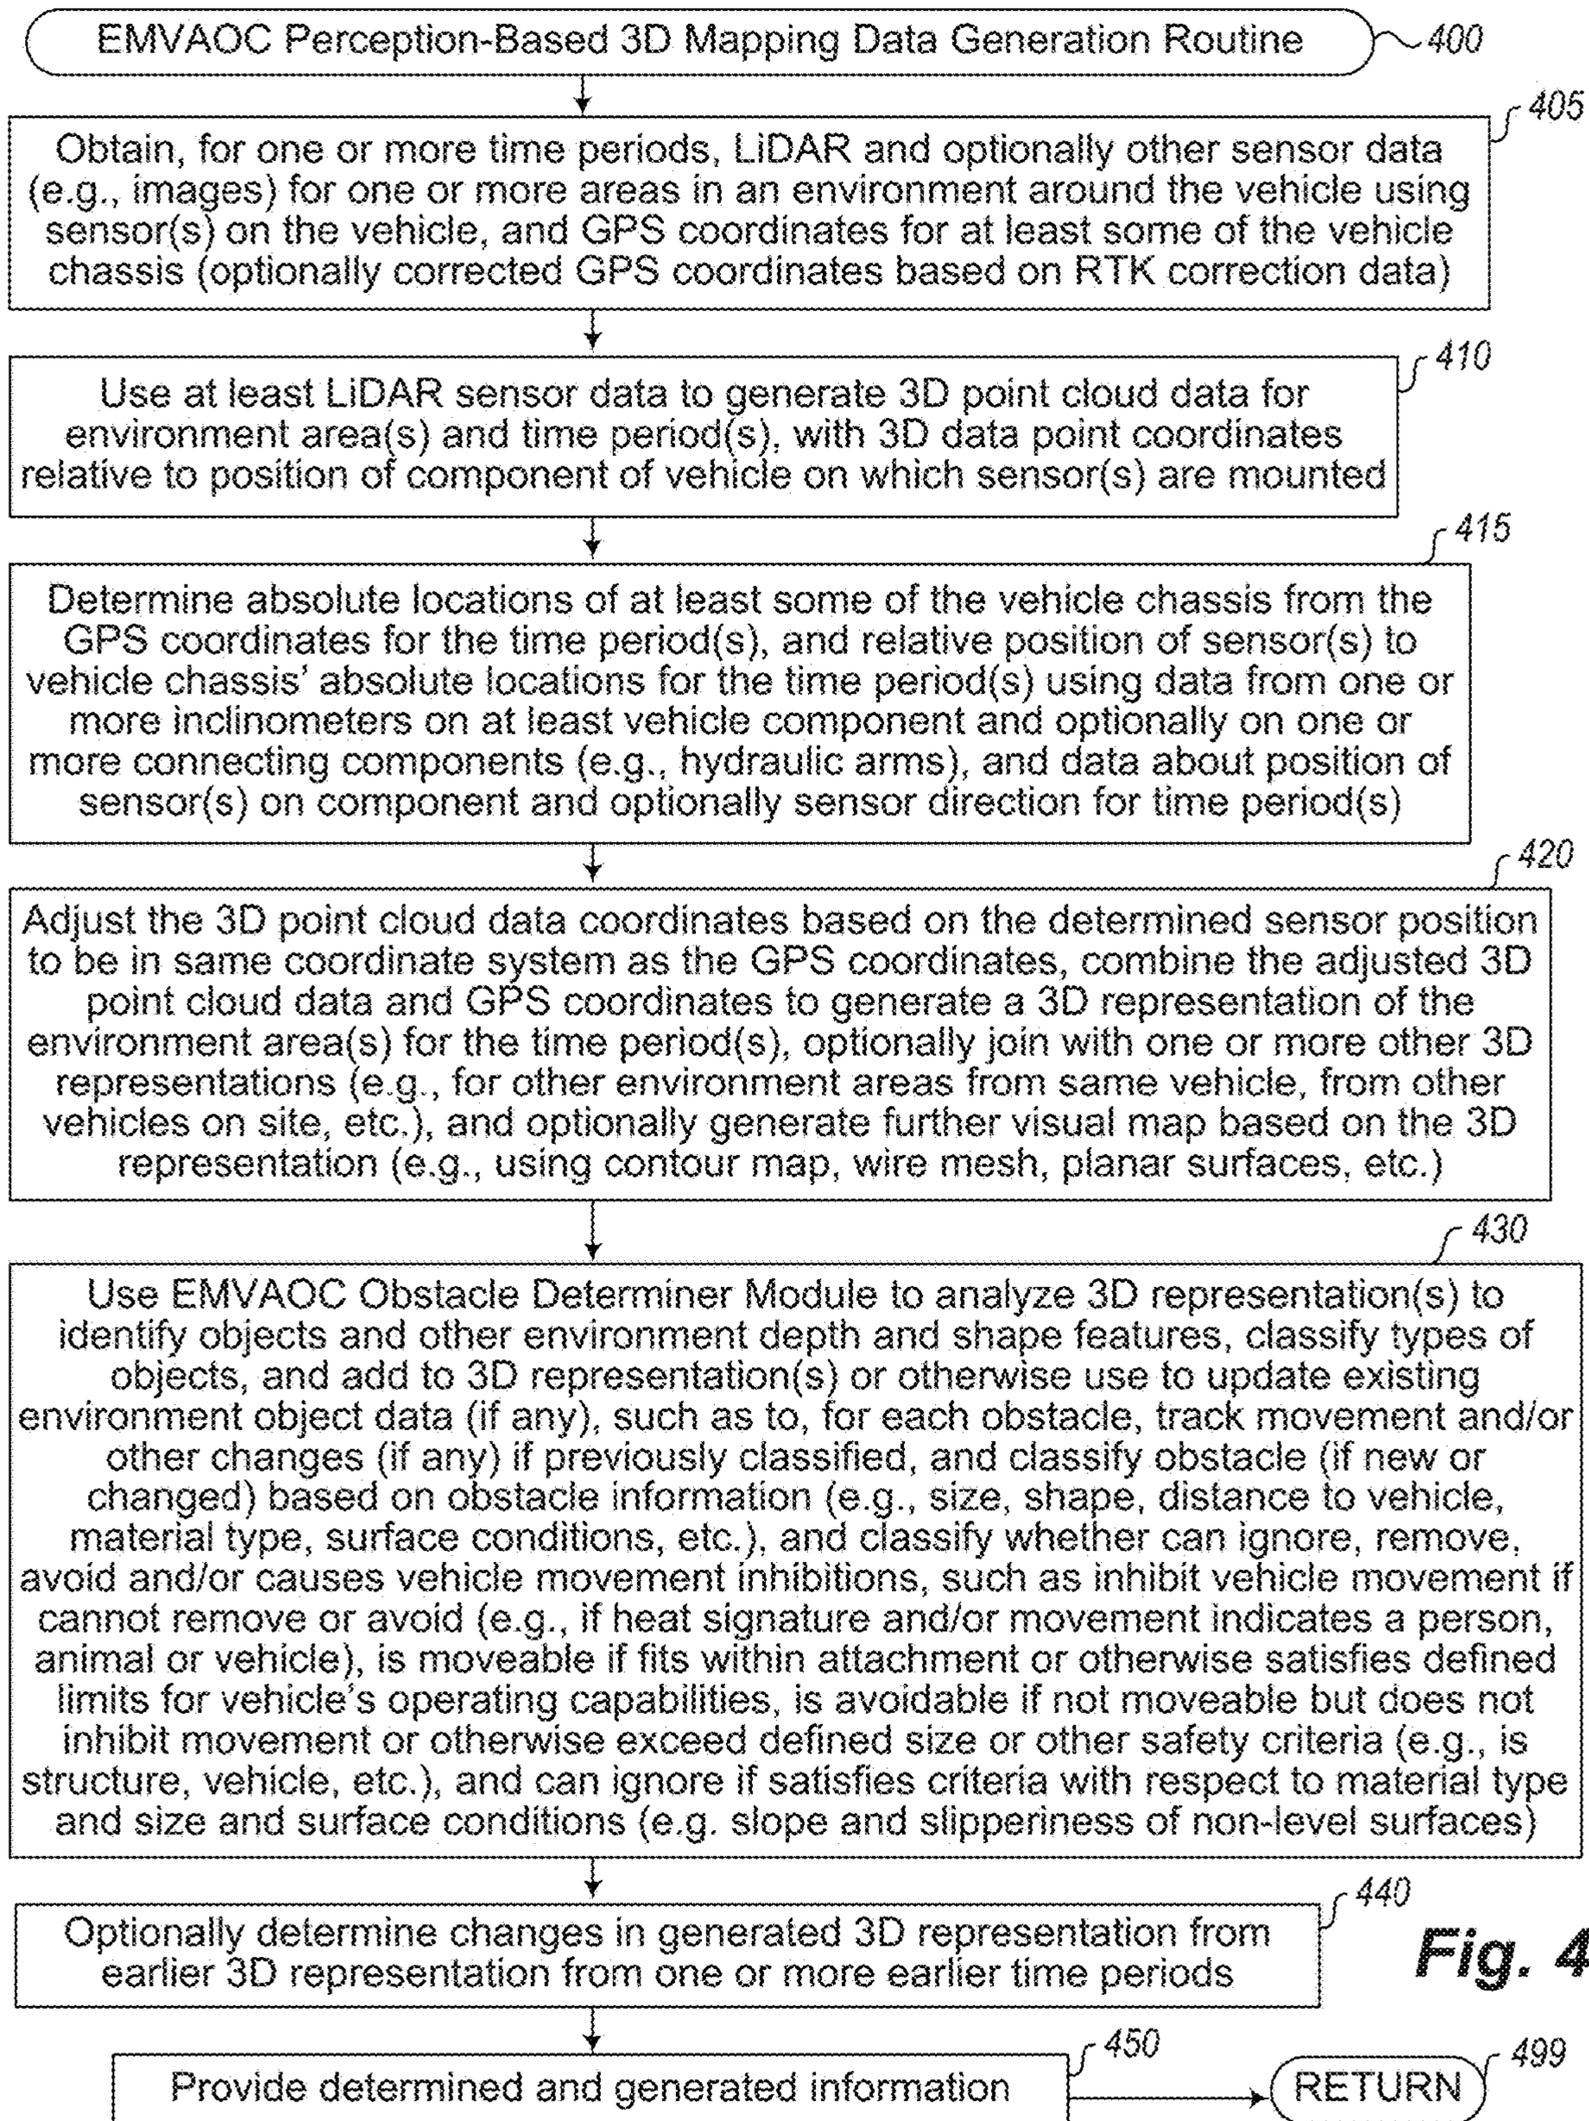 EMVAOC Perception-Based 3D Mapping Data Generation Routine
400
405
Obtain, for one or more time periods, LiDAR and optionally other sensor data
(e.g., images) for one or more areas in an environment around the vehicle using
sensor(s) on the vehicle, and GPS coordinates for at least some of the vehicle
chassis (optionally corrected GPS coordinates based on RTK correction data)
410
Use at least LiDAR sensor data to generate 3D point cloud data for
environment area(s) and time period(s), with 3D data point coordinates
relative to position of component of vehicle on which sensor(s) are mounted
415
Determine absolute locations of at least some of the vehicle chassis from the
GPS coordinates for the time period(s), and relative position of sensor(s) to
vehicle chassis' absolute locations for the time period(s) using data from one or
more inclinometers on at least vehicle component and optionally on one or
more connecting components (e.g., hydraulic arms), and data about position of
sensor(s) on component and optionally sensor direction for time period(s)
420
Adjust the 3D point cloud data coordinates based on the determined sensor position
to be in same coordinate system as the GPS coordinates, combine the adjusted 3D
point cloud data and GPS coordinates to generate a 3D representation of the
environment area(s) for the time period(s), optionally join with one or more other 3D
representations (e.g., for other environment areas from same vehicle, from other
vehicles on site, etc.), and optionally generate further visual map based on the 3D
representation (e.g., using contour map, wire mesh, planar surfaces, etc.)
430
Use EMVAOC Obstacle Determiner Module to analyze 3D representation(s) to
identify objects and other environment depth and shape features, classify types of
objects, and add to 3D representation(s) or otherwise use to update existing
environment object data (if any), such as to, for each obstacle, track movement and/or
other changes (if any) if previously classified, and classify obstacle (if new or
changed) based on obstacle information (e.g., size, shape, distance to vehicle,
material type, surface conditions, etc.), and classify whether can ignore, remove,
avoid and/or causes vehicle movement inhibitions, such as inhibit vehicle movement if
cannot remove or avoid (e.g., if heat signature and/or movement indicates a person,
animal or vehicle), is moveable if fits within attachment or otherwise satisfies defined
limits for vehicle's operating capabilities, is avoidable if not moveable but does not
inhibit movement or otherwise exceed defined size or other safety criteria (e.g., is
structure, vehicle, etc.), and can ignore if satisfies criteria with respect to material type
and size and surface conditions (e.g. slope and slipperiness of non-level surfaces)
440
Optionally determine changes in generated 3D representation from
earlier 3D representation from one or more earlier time periods
Fig. 4
450
Provide determined and generated information
RETURN
499